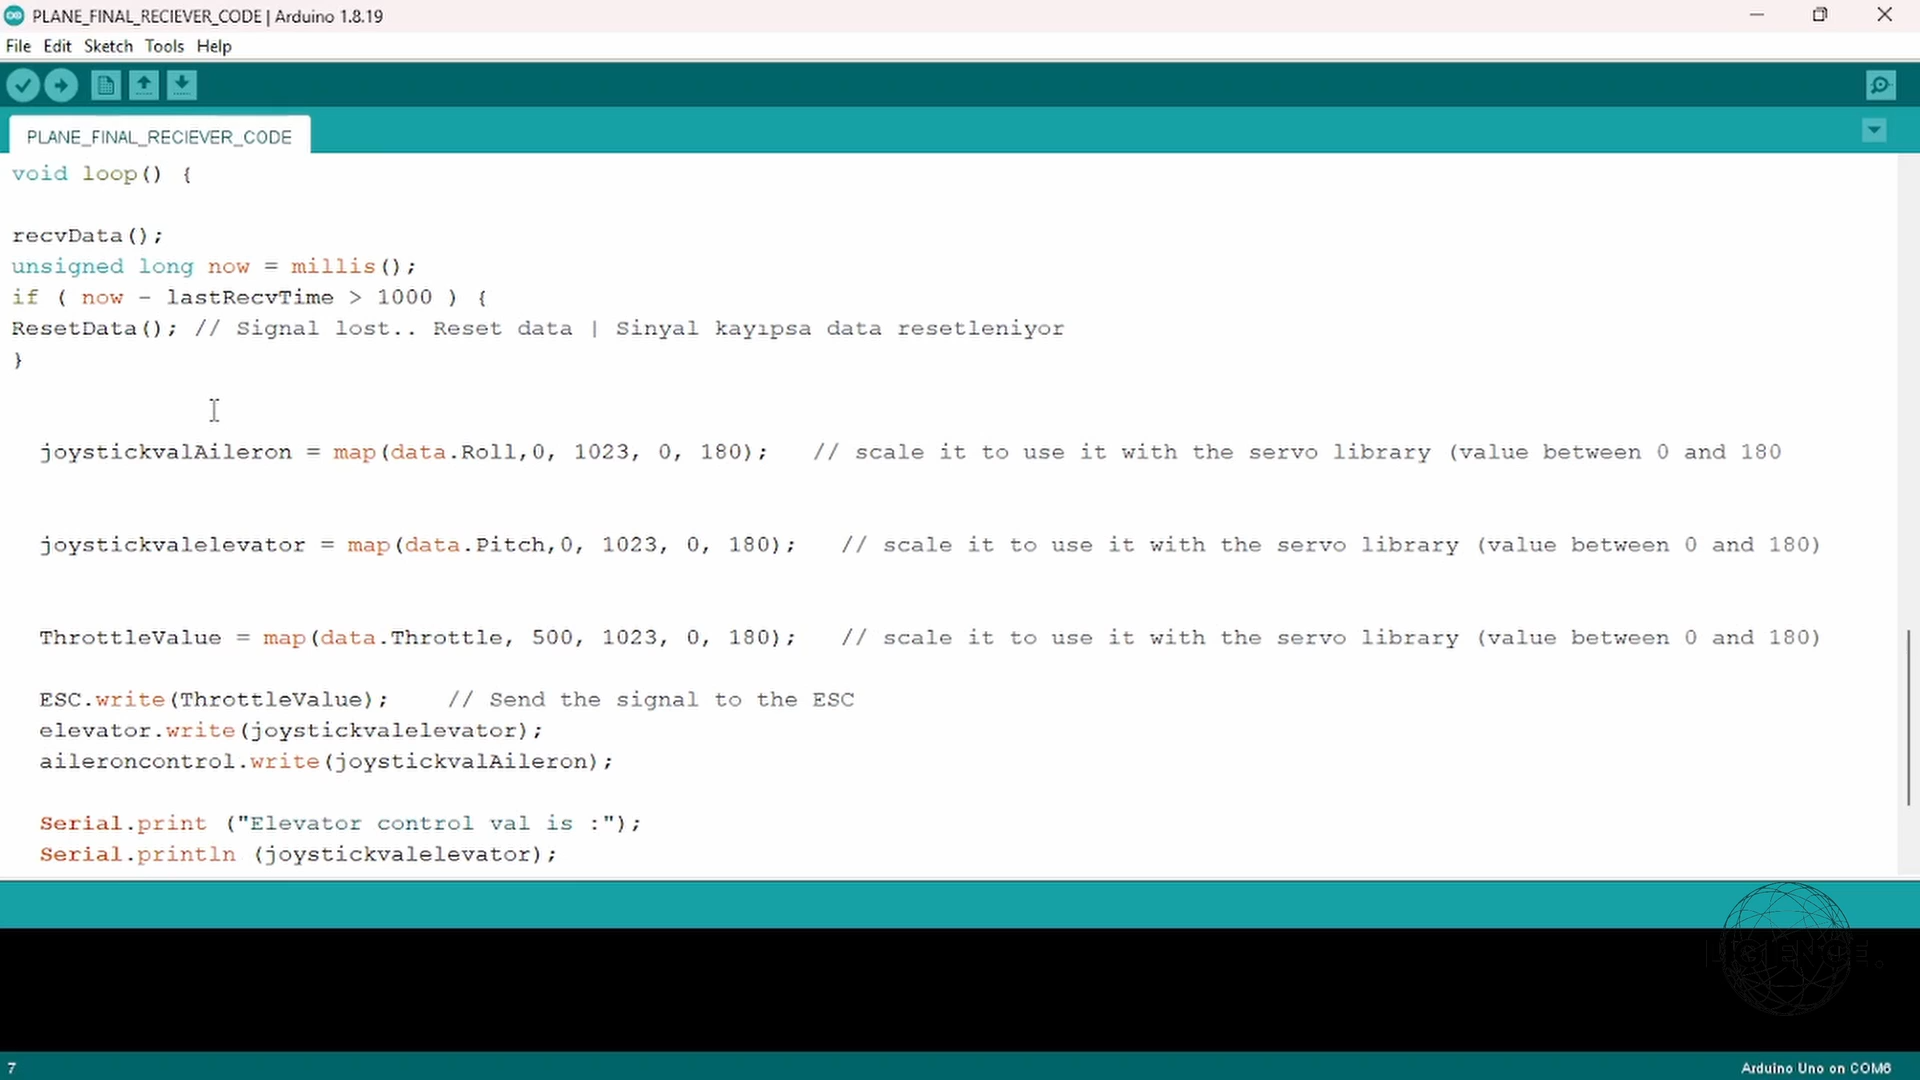 PLANE_FINAL_RECIEVER_CODE | Arduino 1.8.19
File Edit Sketch Tools Help
PLANE_FINAL_RECIEVER_CODE
void loop() {
recvData();
unsigned long now = millis();
if ( now - lastRecvTime > 1000 ) {
ResetData(); // Signal lost.. Reset data | Sinyal kayıpsa data resetleniyor
}
joystickvalAileron = map(data.Roll,0, 1023, 0, 180); // scale it to use it with the servo library (value between 0 and 180
joystickvalelevator = map(data.Pitch,0, 1023, 0, 180); // scale it to use it with the servo library (value between 0 and 180)
ThrottleValue = map(data.Throttle, 500, 1023, 0, 180); // scale it to use it with the servo library (value between 0 and 180)
ESC.write(ThrottleValue); // Send the signal to the ESC
elevator.write(joystickvalelevator);
aileroncontrol.write(joystickvalAileron);
Serial.print ("Elevator control val is :");
Serial.println (joystickvalelevator);
7
Arduino Uno on COM6